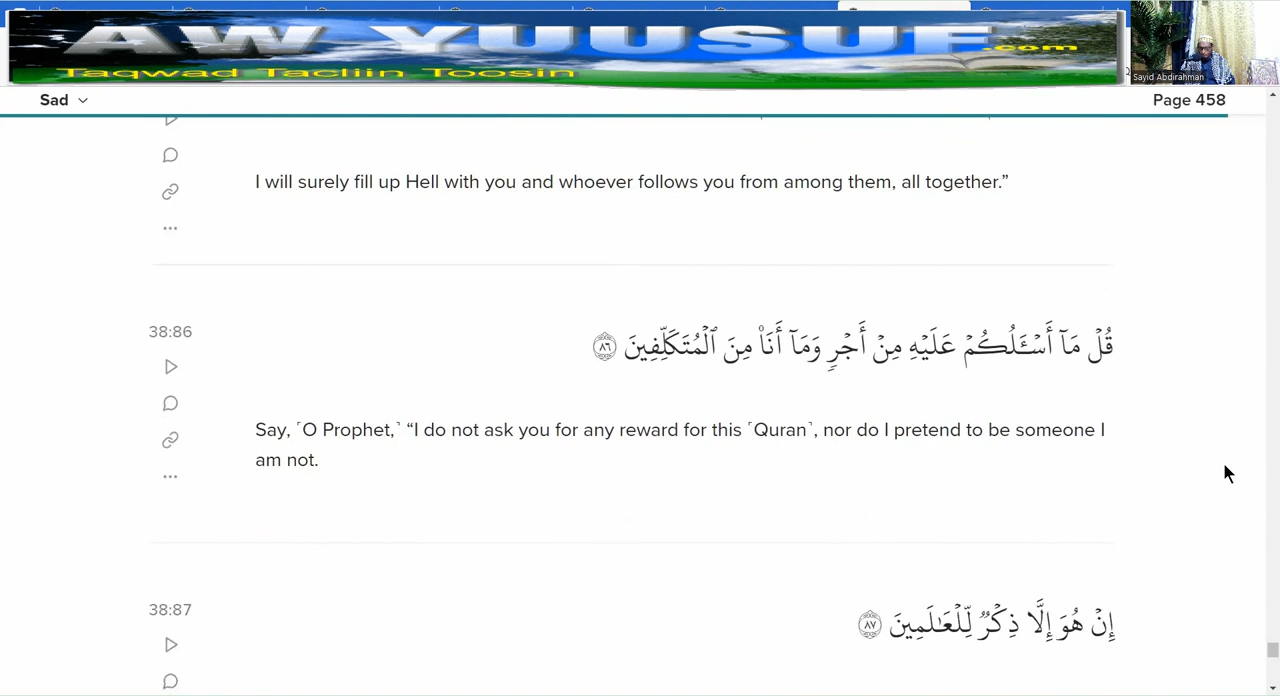 AW YUUSUF.com
Taqwad Tacliin Toosin
Sayid Abdirahman
Sad
Page 458
I will surely fill up Hell with you and whoever follows you from among them, all together.”
38:86
قُلْ مَآ أَسْـَٔلُكُمْ عَلَيْهِ مِنْ أَجْرٍۢ وَمَآ أَنَا۠ مِنَ ٱلْمُتَكَلِّفِينَ ٨٦
Say, ˹O Prophet,˺ “I do not ask you for any reward for this ˹Quran˺, nor do I pretend to be someone I
am not.
38:87
إِنْ هُوَ إِلَّا ذِكْرٌۭ لِّلْعَـٰلَمِينَ ٨٧